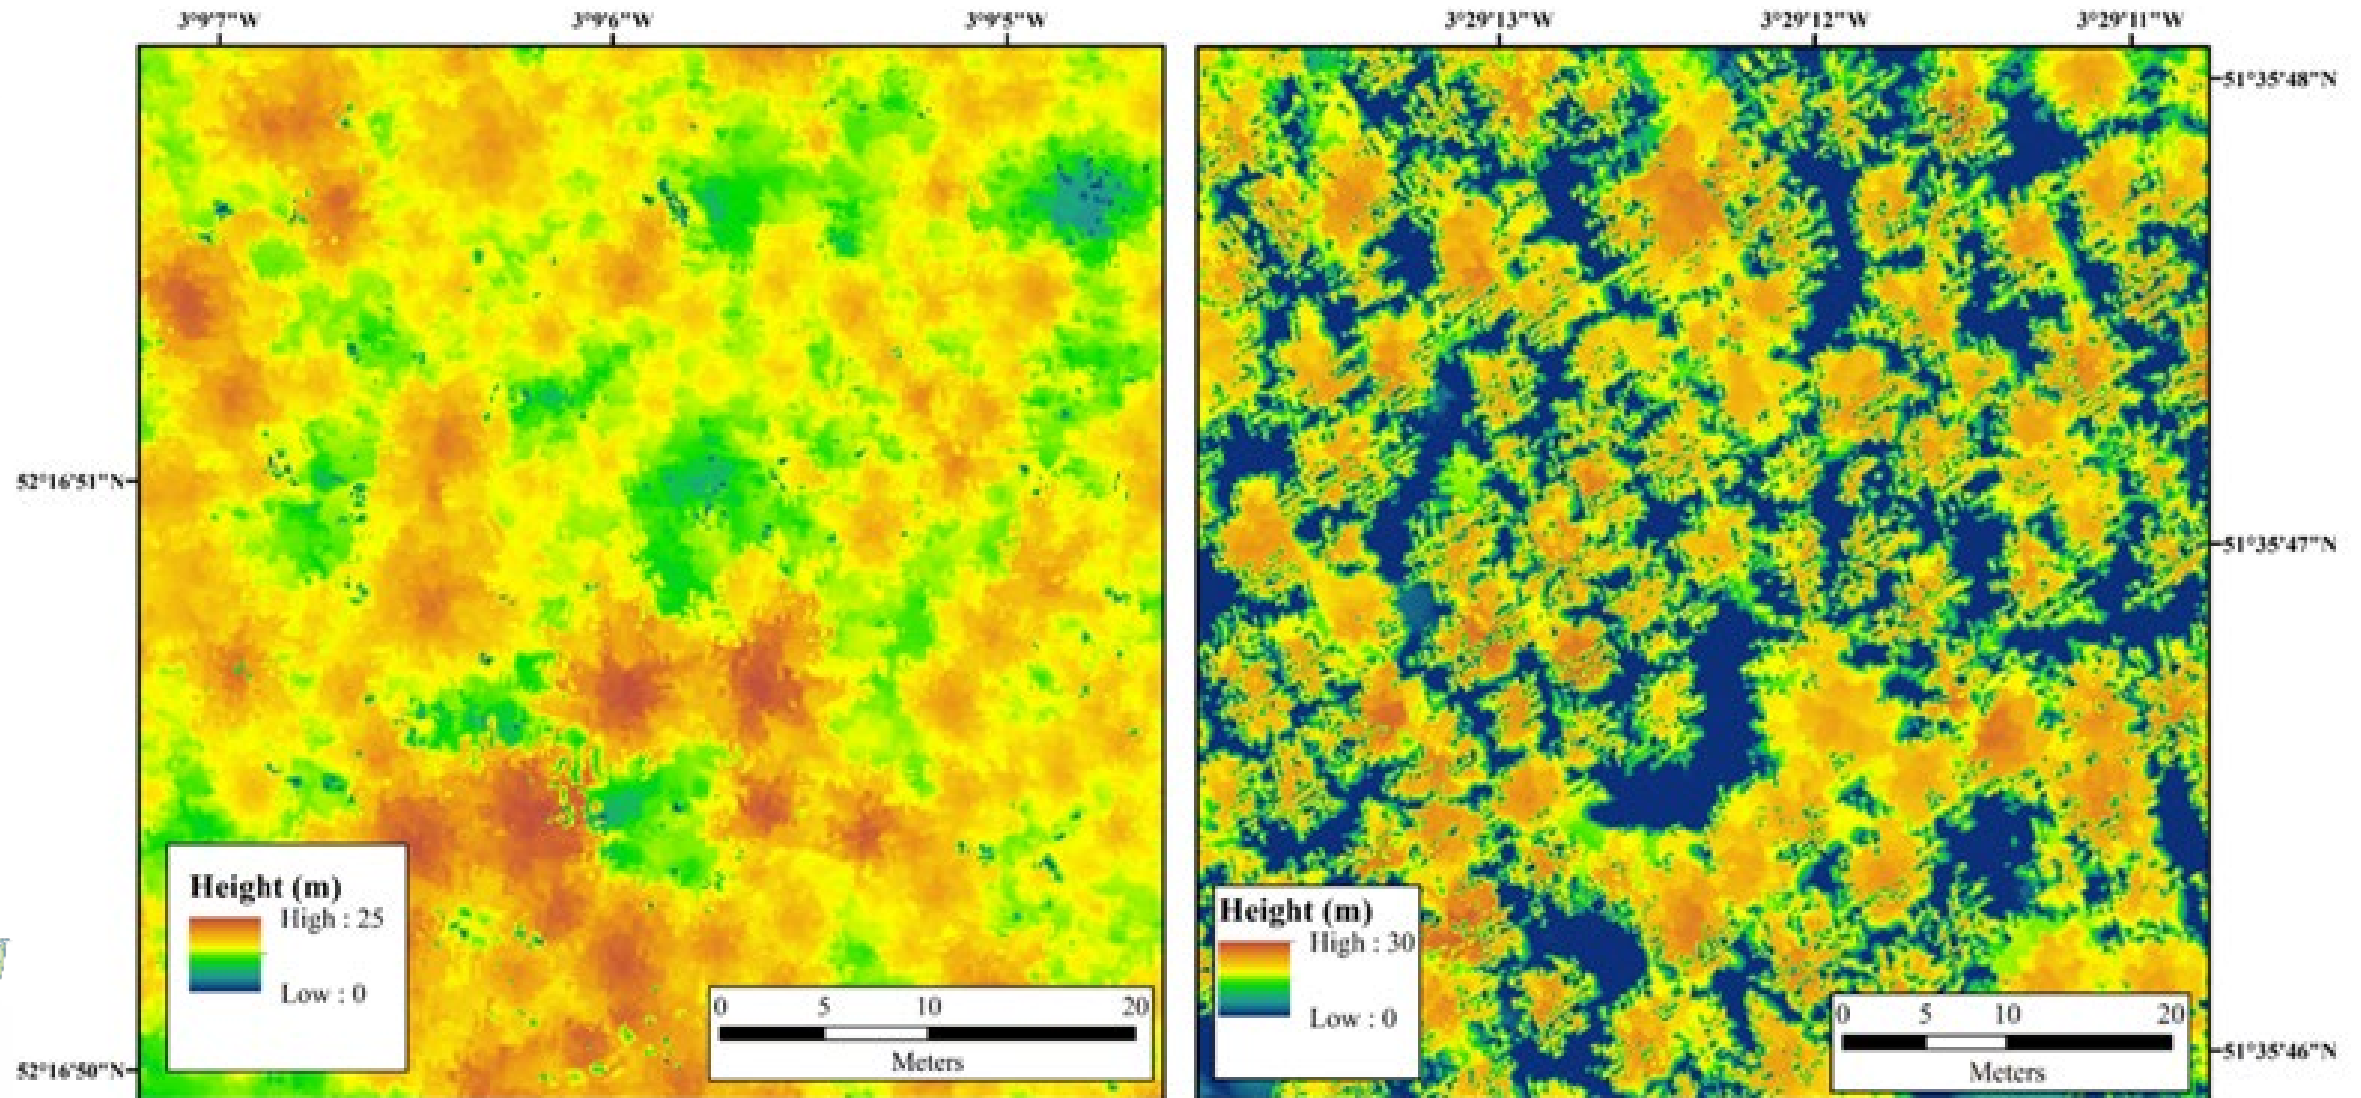 3°9'7"W 3°9'6"W 3°9'5"W
52°16'51"N
52°16'50"N
Height (m)
High : 25
Low : 0
0 5 10 20
Meters
3°29'13"W 3°29'12"W 3°29'11"W
51°35'48"N
51°35'47"N
51°35'46"N
Height (m)
High : 30
Low : 0
0 5 10 20
Meters